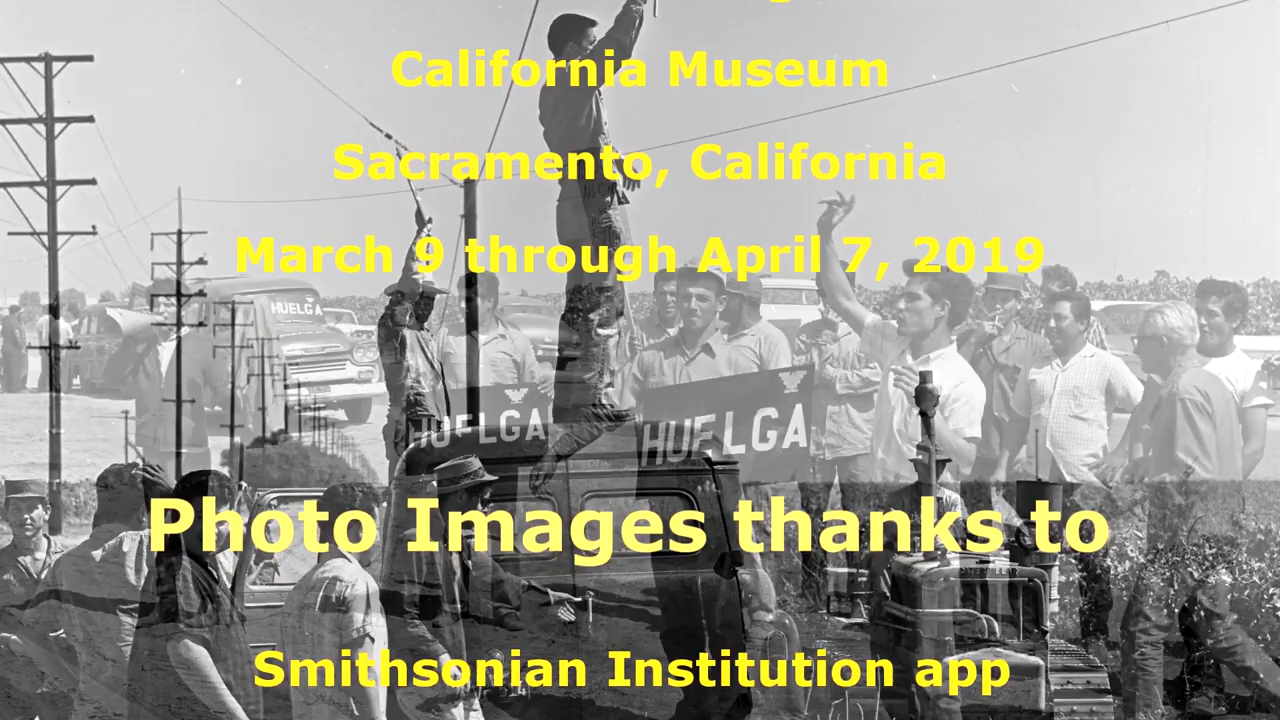 California Museum
Sacramento, California
March 9 through April 7, 2019
HUELGA
HUELGA
HUELGA
Photo Images thanks to
CATERPILLAR
Smithsonian Institution app